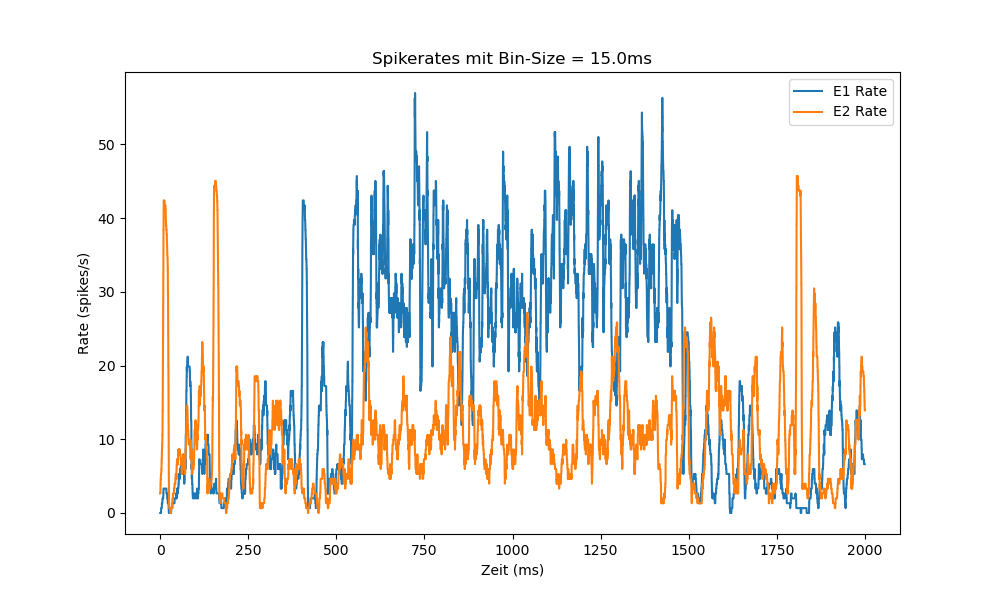 Spikerates mit Bin-Size = 15.0ms
E1 Rate
E2 Rate
Rate (spikes/s)
50
40
30
20
10
0
0 250 500 750 1000 1250 1500 1750 2000
Zeit (ms)